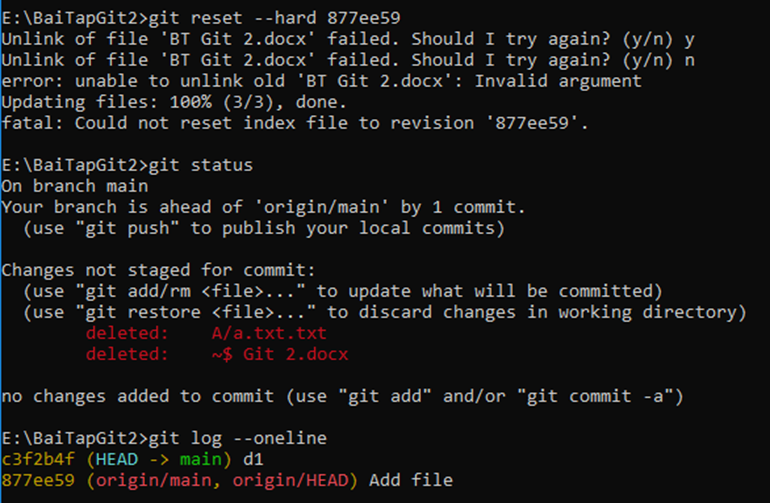 E:\BaiTapGit2>git reset --hard 877ee59
Unlink of file 'BT Git 2.docx' failed. Should I try again? (y/n) y
Unlink of file 'BT Git 2.docx' failed. Should I try again? (y/n) n
error: unable to unlink old 'BT Git 2.docx': Invalid argument
Updating files: 100% (3/3), done.
fatal: Could not reset index file to revision '877ee59'.
E:\BaiTapGit2>git status
On branch main
Your branch is ahead of 'origin/main' by 1 commit.
  (use "git push" to publish your local commits)
Changes not staged for commit:
  (use "git add/rm <file>..." to update what will be committed)
  (use "git restore <file>..." to discard changes in working directory)
        deleted:    A/a.txt.txt
        deleted:    ~$ Git 2.docx
no changes added to commit (use "git add" and/or "git commit -a")
E:\BaiTapGit2>git log --oneline
c3f2b4f (HEAD -> main) d1
877ee59 (origin/main, origin/HEAD) Add file